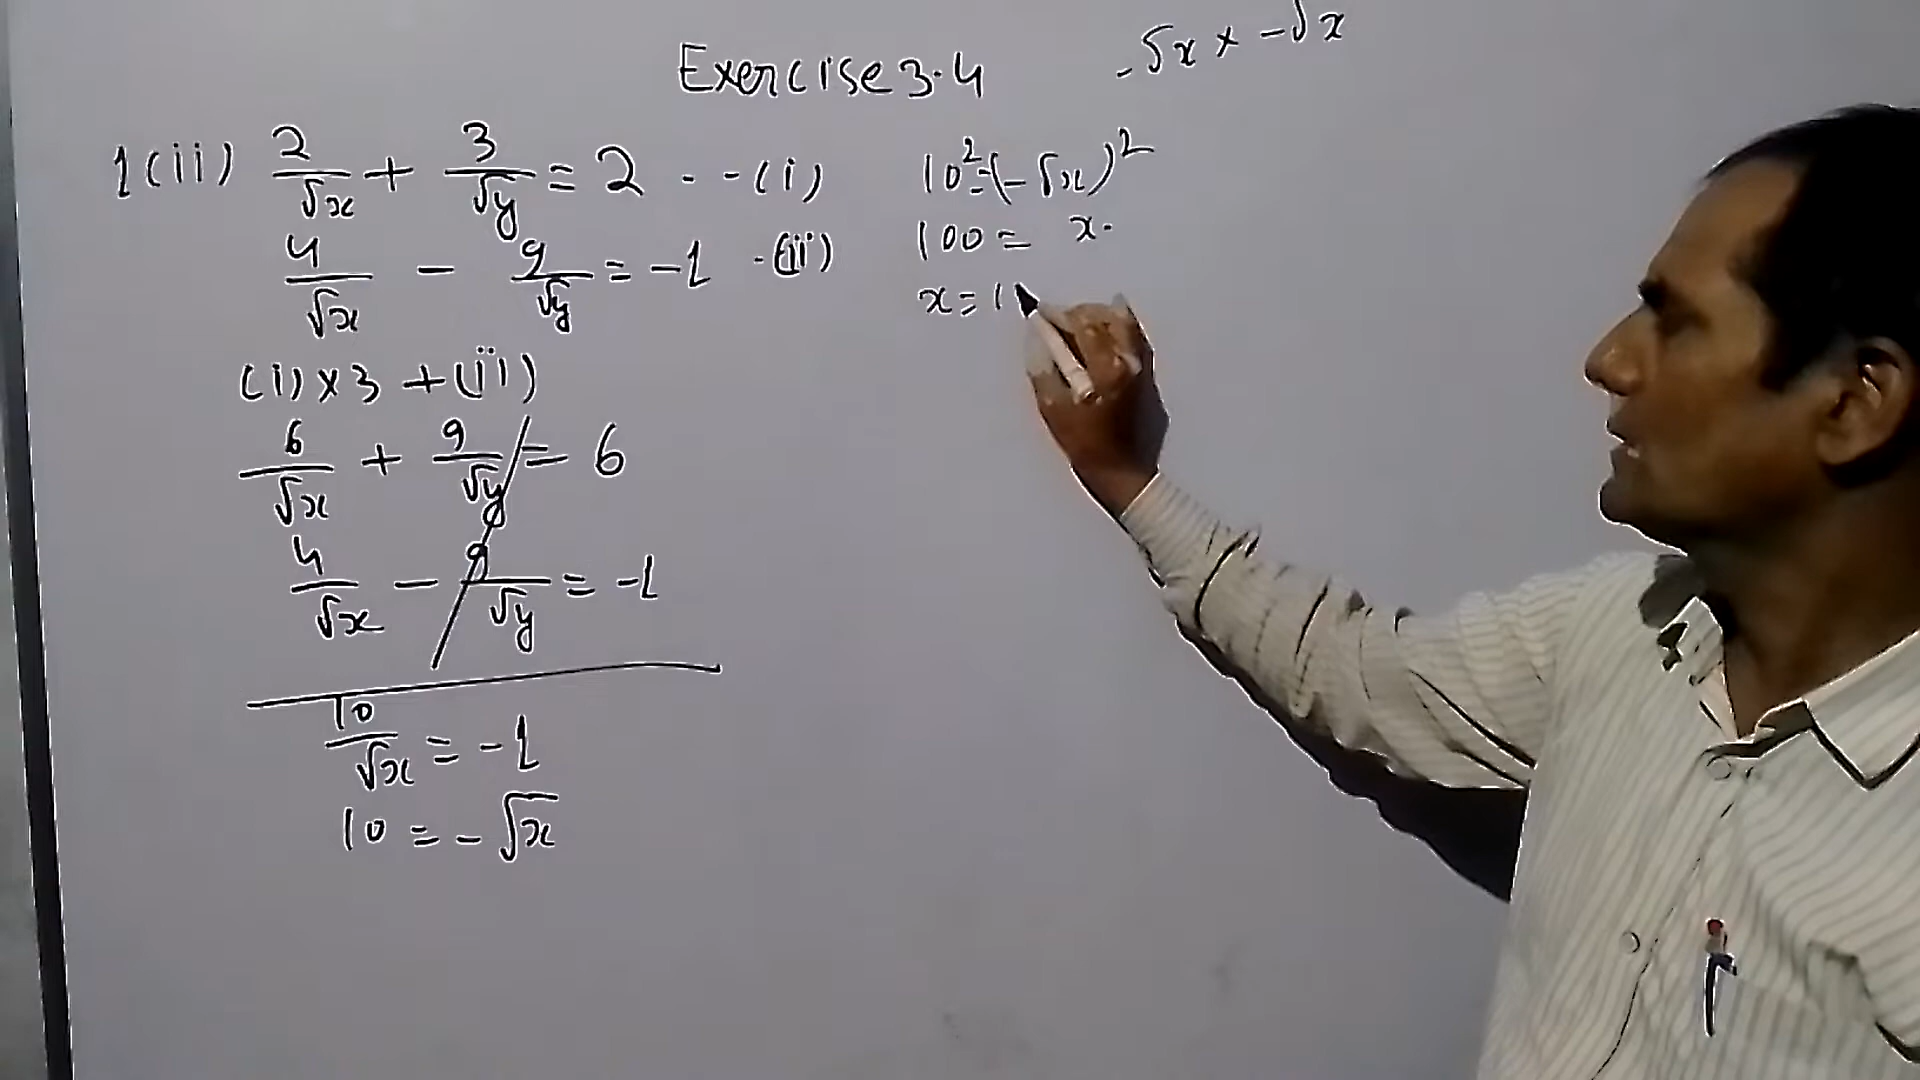 Exercise 3.4
-√x × -√x
1(ii) 2/√x + 3/√y = 2 - - (i)
4/√x - 9/√y = -1 - (ii)
(i) × 3 + (ii)
6/√x + 9/√y = 6
4/√x - 9/√y = -1
10/√x = -1
10 = -√x
10² = (-√x)²
100 = x.
x = 1